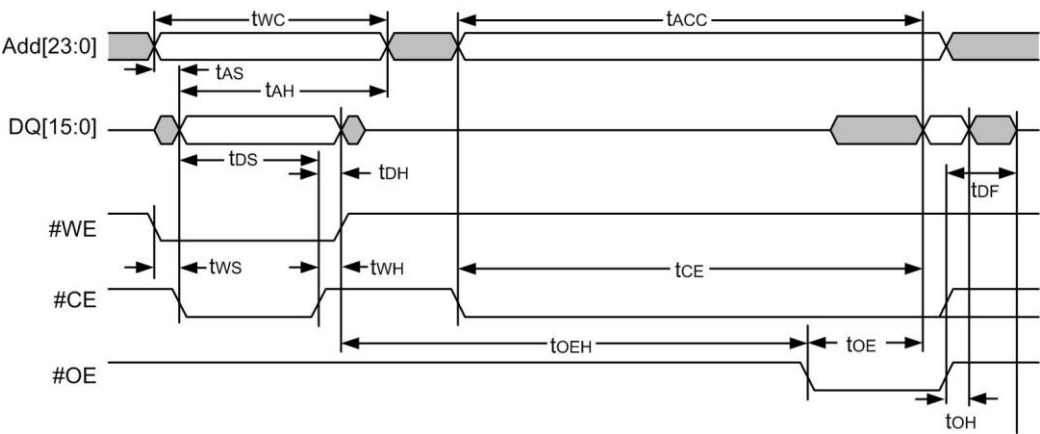 tWC tACC
Add[23:0]
tAS
tAH
DQ[15:0]
tDS tDH
tDF
#WE
tWS tWH tCE
#CE
tOEH tOE
#OE
tOH